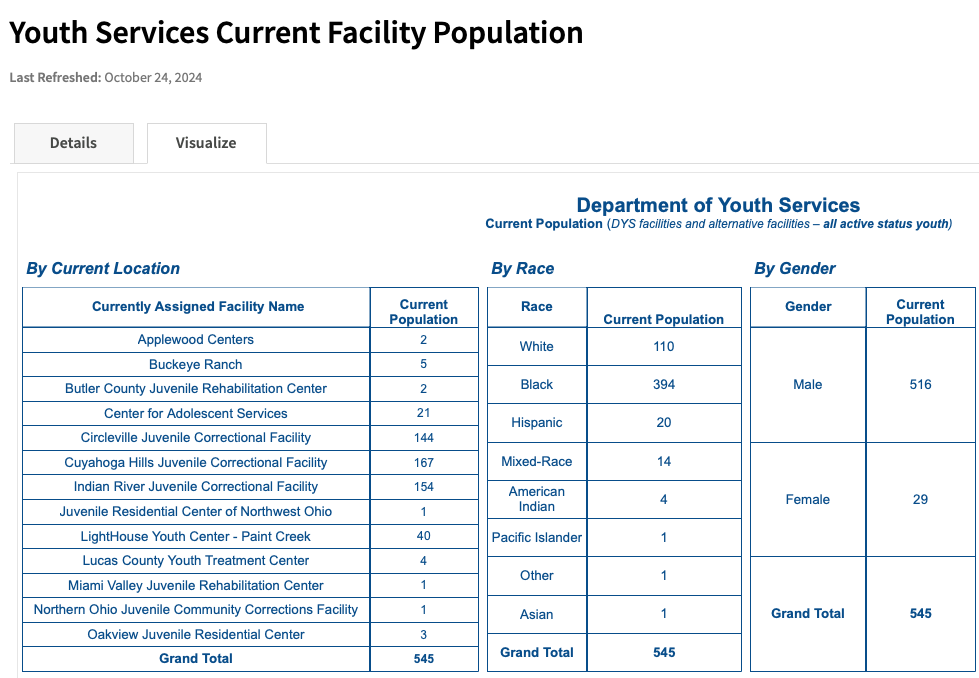 Youth Services Current Facility Population
Last Refreshed: October 24, 2024
Details
Visualize
Department of Youth Services
Current Population (DYS facilities and alternative facilities – all active status youth)
By Current Location
Currently Assigned Facility Name Current Population
Applewood Centers 2
Buckeye Ranch 5
Butler County Juvenile Rehabilitation Center 2
Center for Adolescent Services 21
Circleville Juvenile Correctional Facility 144
Cuyahoga Hills Juvenile Correctional Facility 167
Indian River Juvenile Correctional Facility 154
Juvenile Residential Center of Northwest Ohio 1
LightHouse Youth Center - Paint Creek 40
Lucas County Youth Treatment Center 4
Miami Valley Juvenile Rehabilitation Center 1
Northern Ohio Juvenile Community Corrections Facility 1
Oakview Juvenile Residential Center 3
Grand Total 545
By Race
Race Current Population
White 110
Black 394
Hispanic 20
Mixed-Race 14
American Indian 4
Pacific Islander 1
Other 1
Asian 1
Grand Total 545
By Gender
Gender Current Population
Male 516
Female 29
Grand Total 545